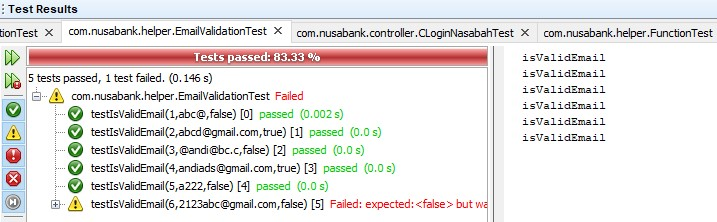 Test Results
onTest
com.nusabank.helper.EmailValidationTest
com.nusabank.controller.CLoginNasabahTest
com.nusabank.helper.FunctionTest
Tests passed: 83.33 %
5 tests passed, 1 test failed. (0.146 s)
com.nusabank.helper.EmailValidationTest Failed
testIsValidEmail(1,abc@,false) [0] passed (0.002 s)
testIsValidEmail(2,abcd@gmail.com,true) [1] passed (0.0 s)
testIsValidEmail(3,@andi@bc.c,false) [2] passed (0.0 s)
testIsValidEmail(4,andiads@gmail.com,true) [3] passed (0.0 s)
testIsValidEmail(5,a222,false) [4] passed (0.0 s)
testIsValidEmail(6,2123abc@gmail.com,false) [5] Failed: expected:<false> but wa
isValidEmail
isValidEmail
isValidEmail
isValidEmail
isValidEmail
isValidEmail